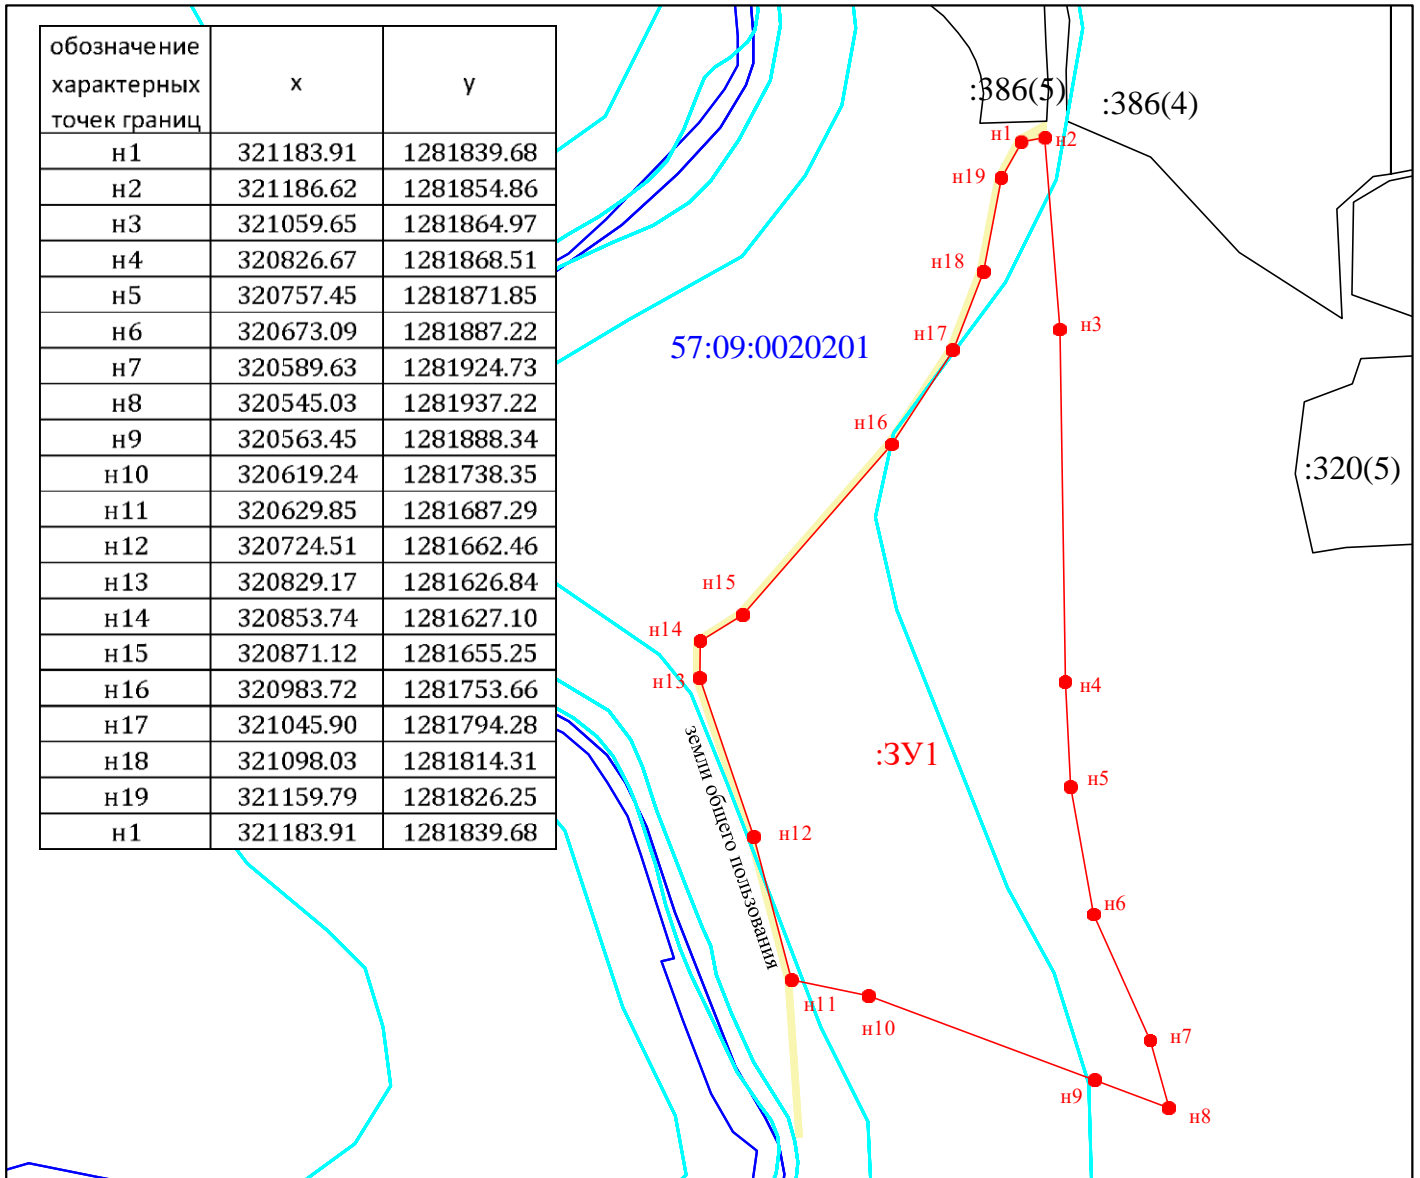 обозначение
характерных
точек границ
x
y
н1 321183.91 1281839.68
н2 321186.62 1281854.86
н3 321059.65 1281864.97
н4 320826.67 1281868.51
н5 320757.45 1281871.85
н6 320673.09 1281887.22
н7 320589.63 1281924.73
н8 320545.03 1281937.22
н9 320563.45 1281888.34
н10 320619.24 1281738.35
н11 320629.85 1281687.29
н12 320724.51 1281662.46
н13 320829.17 1281626.84
н14 320853.74 1281627.10
н15 320871.12 1281655.25
н16 320983.72 1281753.66
н17 321045.90 1281794.28
н18 321098.03 1281814.31
н19 321159.79 1281826.25
н1 321183.91 1281839.68
:386(5)
:386(4)
н1
н2
н19
н18
н3
н17
57:09:0020201
н16
:320(5)
н15
н14
н13
н4
земли общего пользования
:ЗУ1
н5
н12
н6
н11
н10
н7
н9
н8